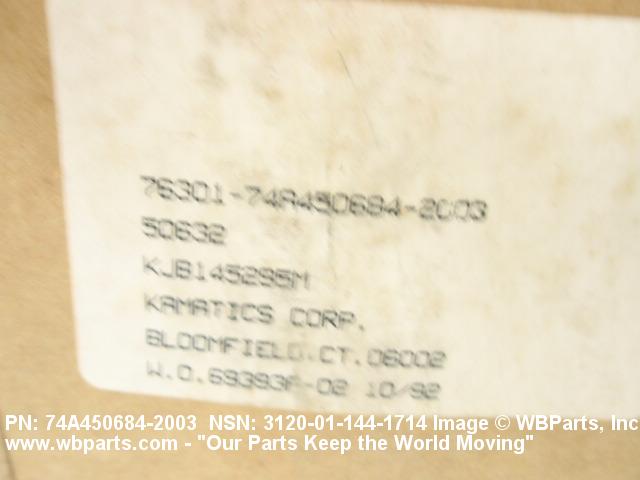 76301-74A450684-2003
50632
KJB145295M
KAMATICS CORP.
BLOOMFIELD.CT.06002
W.O.69393F-02 10/92
PN: 74A450684-2003 NSN: 3120-01-144-1714 Image © WBParts, Inc
www.wbparts.com - "Our Parts Keep the World Moving"